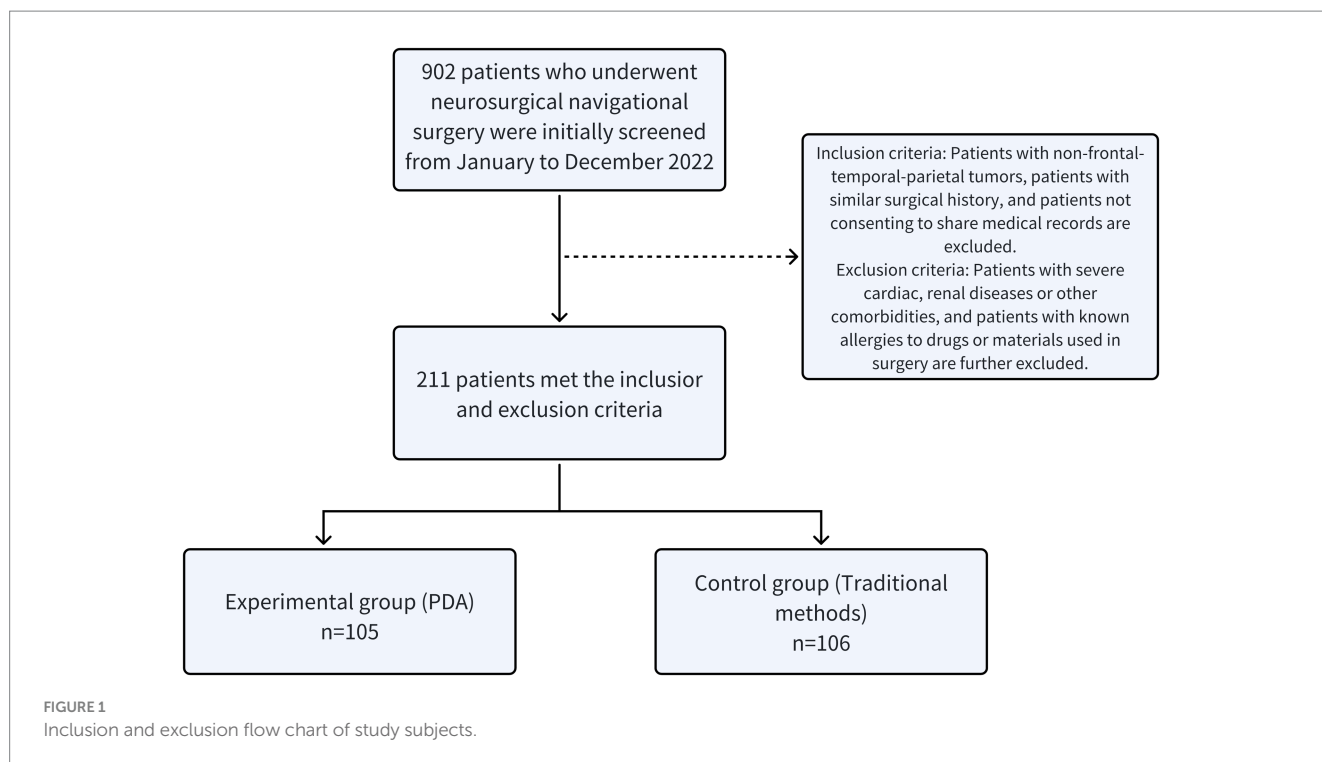 902 patients who underwent
neurosurgical navigational
surgery were initially screened
from January to December 2022
Inclusion criteria: Patients with non-frontal-
temporal-parietal tumors, patients with
similar surgical history, and patients not
consenting to share medical records are
excluded.
Exclusion criteria: Patients with severe
cardiac, renal diseases or other
comorbidities, and patients with known
allergies to drugs or materials used in
surgery are further excluded.
211 patients met the inclusior
and exclusion criteria
Experimental group (PDA)
n=105
Control group (Traditional
methods)
n=106
FIGURE 1
Inclusion and exclusion flow chart of study subjects.